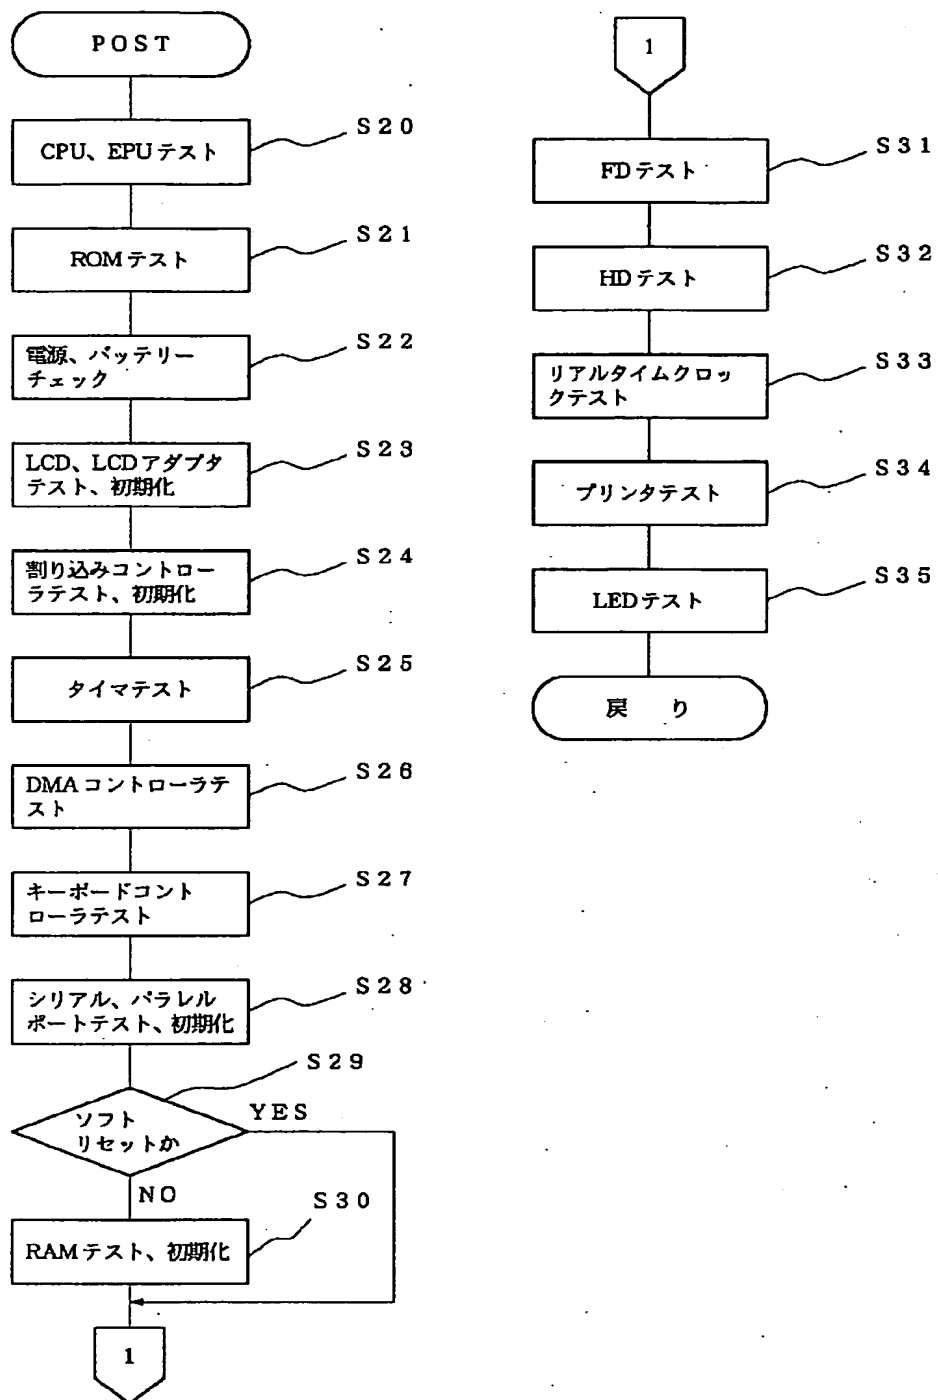 POST
CPU、EPUテスト
S20
ROMテスト
S21
電源、バッテリー
チェック
S22
LCD、LCDアダプタ
テスト、初期化
S23
割り込みコントロー
ラテスト、初期化
S24
タイマテスト
S25
DMAコントローラテ
スト
S26
キーボードコント
ローラテスト
S27
シリアル、パラレル
ポートテスト、初期化
S28
ソフト
リセットか
S29
YES
NO
RAMテスト、初期化
S30
1
1
FDテスト
S31
HDテスト
S32
リアルタイムクロッ
クテスト
S33
プリンタテスト
S34
LEDテスト
S35
戻り